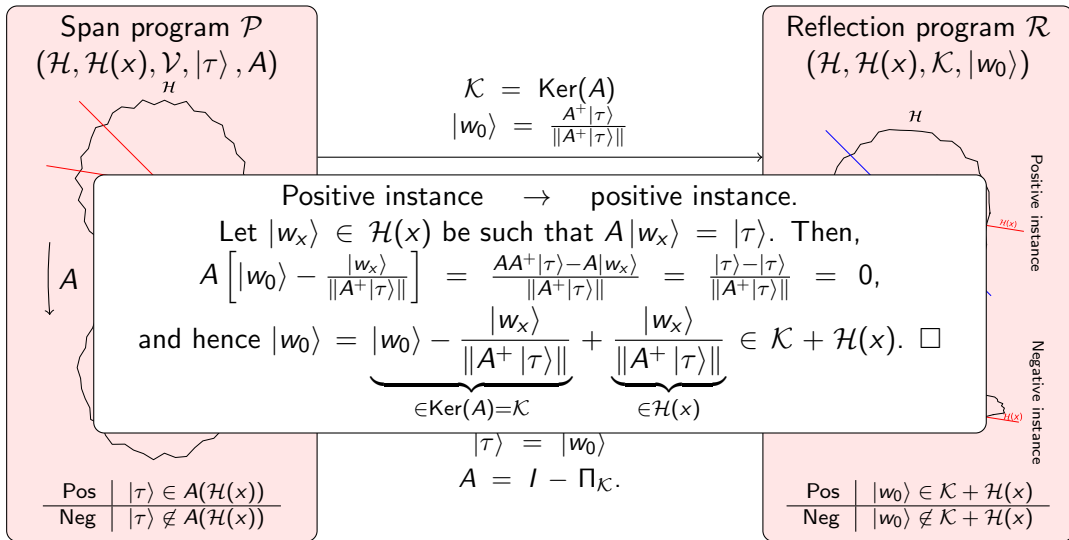 Span program 𝒫
(ℋ, ℋ(x), 𝒱, |τ⟩, A)
ℋ
A
Pos | |τ⟩ ∈ A(ℋ(x))
Neg | |τ⟩ ∉ A(ℋ(x))
𝒦 = Ker(A)
|w₀⟩ = A⁺|τ⟩ / ‖A⁺|τ⟩‖
Positive instance → positive instance.
Let |wₓ⟩ ∈ ℋ(x) be such that A|wₓ⟩ = |τ⟩. Then,
A[|w₀⟩ − |wₓ⟩ / ‖A⁺|τ⟩‖] = (AA⁺|τ⟩−A|wₓ⟩) / ‖A⁺|τ⟩‖ = (|τ⟩−|τ⟩) / ‖A⁺|τ⟩‖ = 0,
and hence |w₀⟩ = |w₀⟩ − |wₓ⟩ / ‖A⁺|τ⟩‖ + |wₓ⟩ / ‖A⁺|τ⟩‖ ∈ 𝒦 + ℋ(x). □
∈Ker(A)=𝒦 ∈ℋ(x)
|τ⟩ = |w₀⟩
A = I − Π_𝒦.
Reflection program ℛ
(ℋ, ℋ(x), 𝒦, |w₀⟩)
ℋ
ℋ(x)
Positive instance
ℋ(x)
Negative instance
Pos | |w₀⟩ ∈ 𝒦 + ℋ(x)
Neg | |w₀⟩ ∉ 𝒦 + ℋ(x)